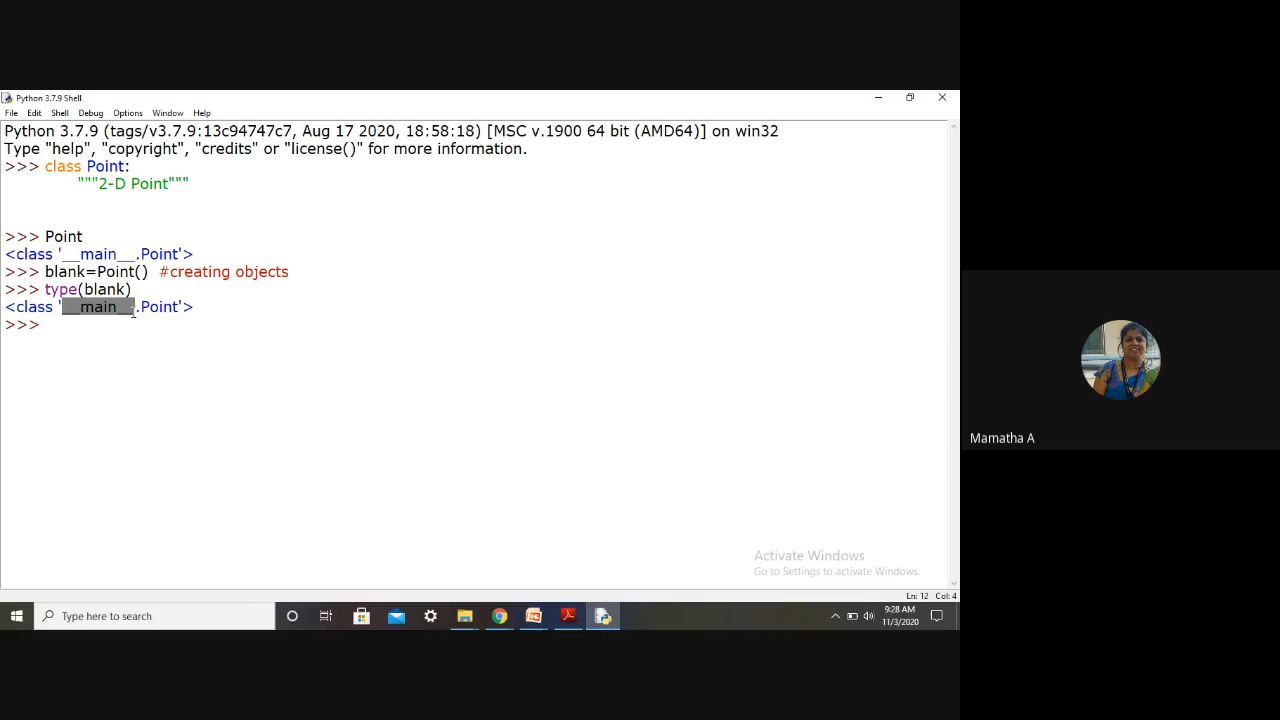 Python 3.7.9 Shell
File Edit Shell Debug Options Window Help
Python 3.7.9 (tags/v3.7.9:13c94747c7, Aug 17 2020, 18:58:18) [MSC v.1900 64 bit (AMD64)] on win32
Type "help", "copyright", "credits" or "license()" for more information.
>>> class Point:
"""2-D Point"""
>>> Point
<class '__main__.Point'>
>>> blank=Point() #creating objects
>>> type(blank)
<class '__main__.Point'>
>>>
Mamatha A
Activate Windows
Go to Settings to activate Windows.
Ln: 12 Col: 4
Type here to search
9:28 AM
11/3/2020